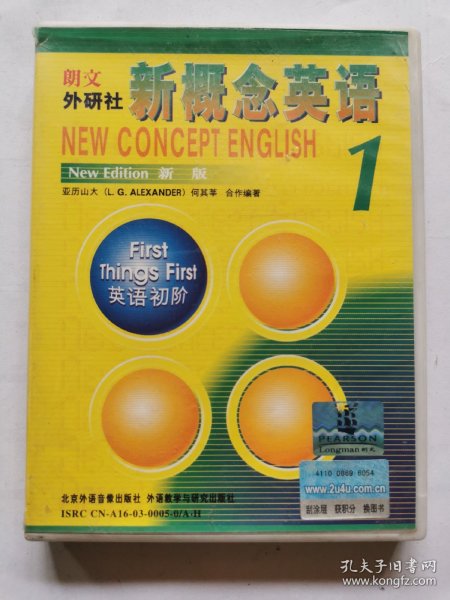 朗文
外研社
新概念英语
NEW CONCEPT ENGLISH
1
New Edition 新 版
亚历山大 (L. G. ALEXANDER) 何其莘 合作编著
First
Things First
英语初阶
PEARSON
Longman 朗文
4110 0869 6054
www.2u4u.com.cn
刮涂层 获积分 换图书
北京外语音像出版社 外语教学与研究出版社
ISRC CN-A16-03-0005-0/A·H
孔夫子旧书网
www.kongfz.com